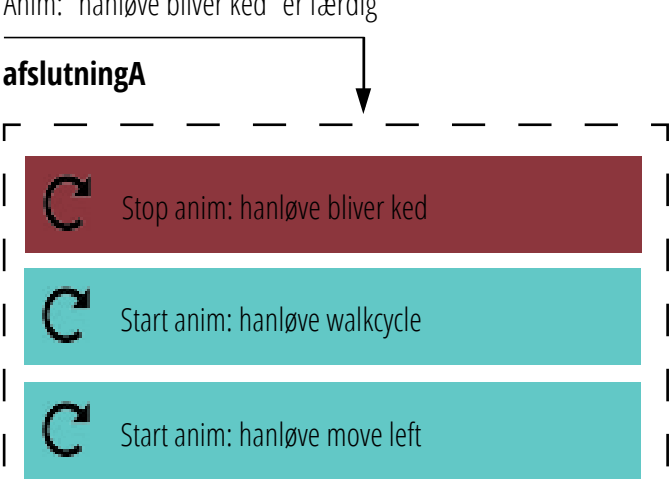 Anim: "hanløve bliver ked" er færdig
afslutningA
Stop anim: hanløve bliver ked
Start anim: hanløve walkcycle
Start anim: hanløve move left